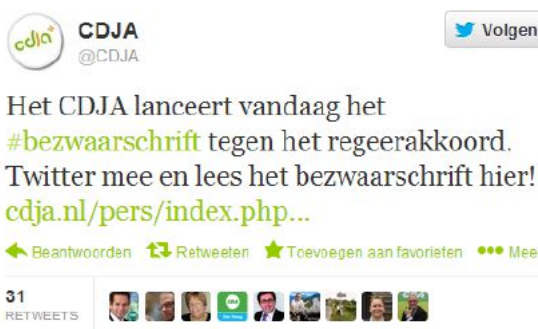 cdja
CDJA
@CDJA
Volgen
Het CDJA lanceert vandaag het
#bezwaarschrift tegen het regeerakkoord.
Twitter mee en lees het bezwaarschrift hier!
cdja.nl/pers/index.php...
Beantwoorden Retweeten Toevoegen aan favorieten Mee
31
RETWEETS